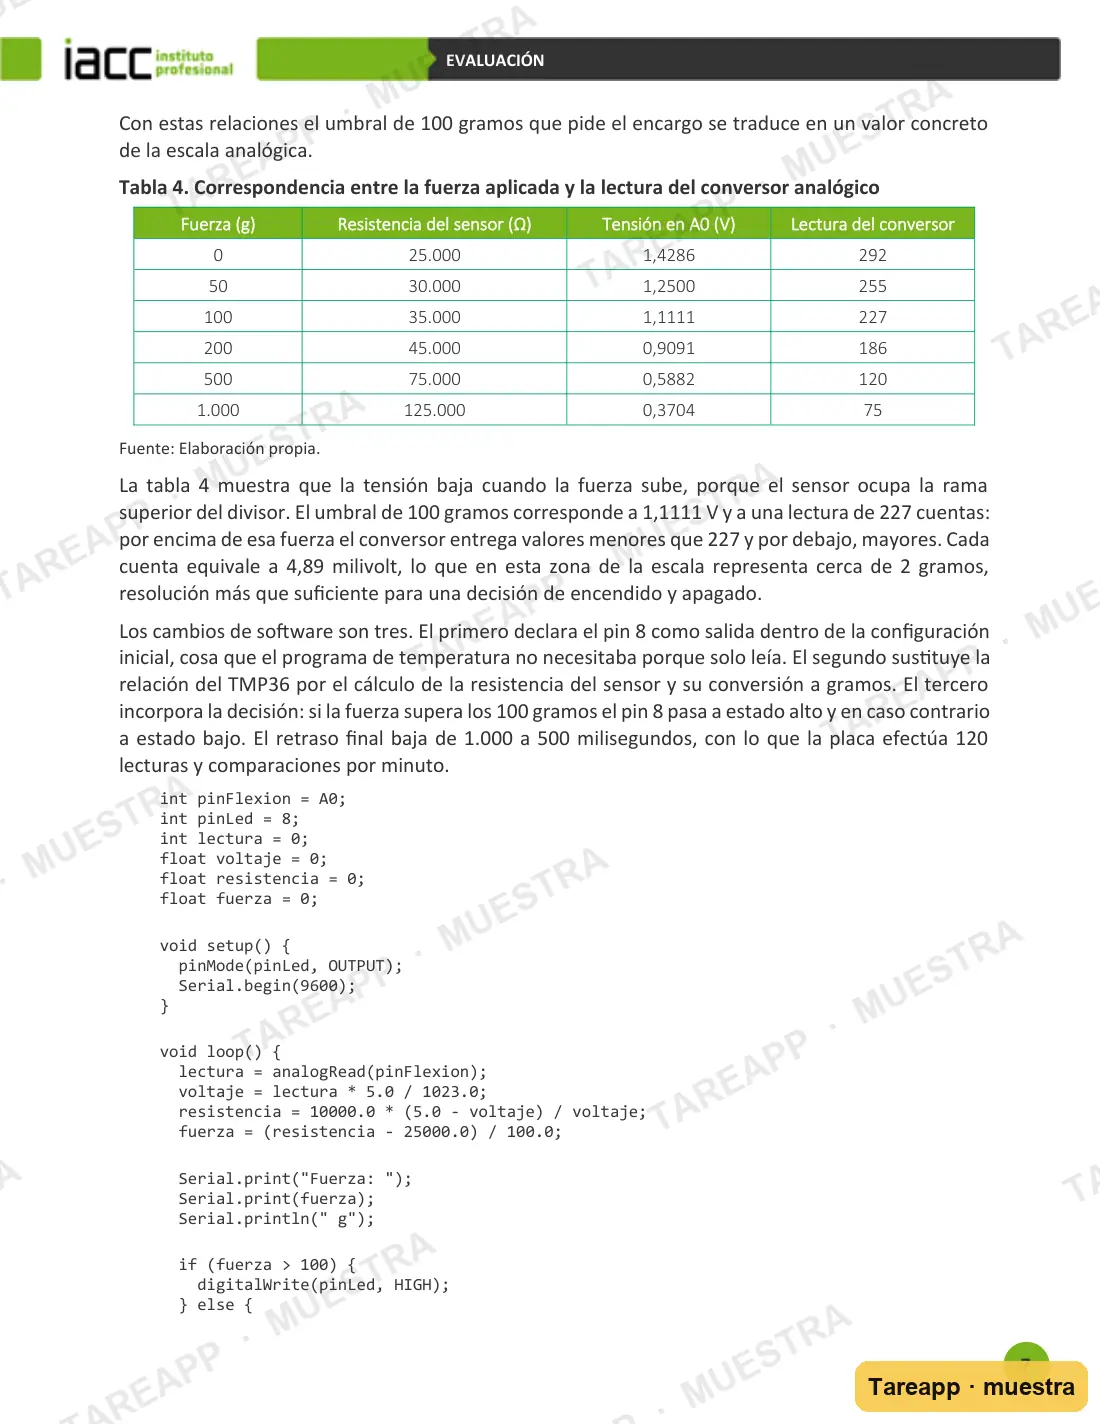 iacc instituto profesional
EVALUACIÓN
Con estas relaciones el umbral de 100 gramos que pide el encargo se traduce en un valor concreto
de la escala analógica.
Tabla 4. Correspondencia entre la fuerza aplicada y la lectura del conversor analógico
Fuerza (g) Resistencia del sensor (Ω) Tensión en A0 (V) Lectura del conversor
0 25.000 1,4286 292
50 30.000 1,2500 255
100 35.000 1,1111 227
200 45.000 0,9091 186
500 75.000 0,5882 120
1.000 125.000 0,3704 75
Fuente: Elaboración propia.
La tabla 4 muestra que la tensión baja cuando la fuerza sube, porque el sensor ocupa la rama
superior del divisor. El umbral de 100 gramos corresponde a 1,1111 V y a una lectura de 227 cuentas:
por encima de esa fuerza el conversor entrega valores menores que 227 y por debajo, mayores. Cada
cuenta equivale a 4,89 milivolt, lo que en esta zona de la escala representa cerca de 2 gramos,
resolución más que suficiente para una decisión de encendido y apagado.
Los cambios de software son tres. El primero declara el pin 8 como salida dentro de la configuración
inicial, cosa que el programa de temperatura no necesitaba porque solo leía. El segundo sustituye la
relación del TMP36 por el cálculo de la resistencia del sensor y su conversión a gramos. El tercero
incorpora la decisión: si la fuerza supera los 100 gramos el pin 8 pasa a estado alto y en caso contrario
a estado bajo. El retraso final baja de 1.000 a 500 milisegundos, con lo que la placa efectúa 120
lecturas y comparaciones por minuto.
int pinFlexion = A0;
int pinLed = 8;
int lectura = 0;
float voltaje = 0;
float resistencia = 0;
float fuerza = 0;
void setup() {
pinMode(pinLed, OUTPUT);
Serial.begin(9600);
}
void loop() {
lectura = analogRead(pinFlexion);
voltaje = lectura * 5.0 / 1023.0;
resistencia = 10000.0 * (5.0 - voltaje) / voltaje;
fuerza = (resistencia - 25000.0) / 100.0;
Serial.print("Fuerza: ");
Serial.print(fuerza);
Serial.println(" g");
if (fuerza > 100) {
digitalWrite(pinLed, HIGH);
} else {
Tareapp · muestra